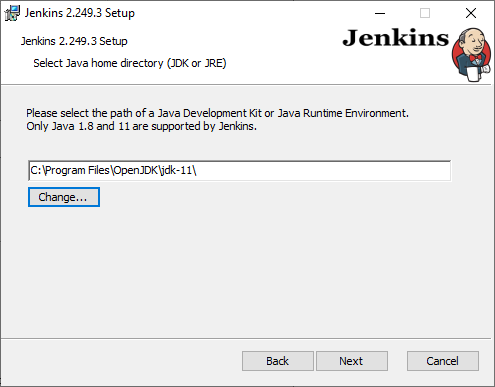 Jenkins 2.249.3 Setup
Jenkins 2.249.3 Setup
Jenkins
Select Java home directory (JDK or JRE)
Please select the path of a Java Development Kit or Java Runtime Environment.
Only Java 1.8 and 11 are supported by Jenkins.
C:\Program Files\OpenJDK\jdk-11\
Change...
Back
Next
Cancel